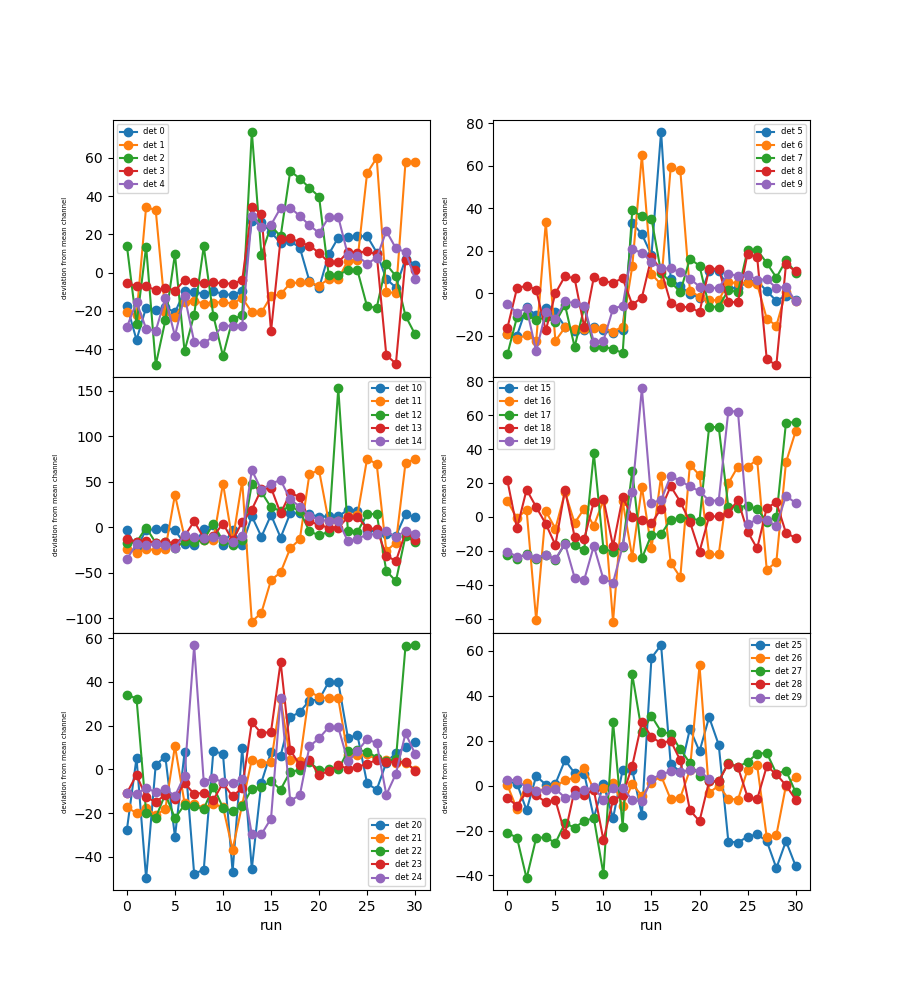 det 0
det 1
det 2
det 3
det 4
60
40
20
0
−20
−40
deviation from mean channel
det 5
det 6
det 7
det 8
det 9
80
60
40
20
0
−20
deviation from mean channel
det 10
det 11
det 12
det 13
det 14
150
100
50
0
−50
−100
deviation from mean channel
det 15
det 16
det 17
det 18
det 19
80
60
40
20
0
−20
−40
−60
deviation from mean channel
det 20
det 21
det 22
det 23
det 24
60
40
20
0
−20
−40
deviation from mean channel
0 5 10 15 20 25 30
run
det 25
det 26
det 27
det 28
det 29
60
40
20
0
−20
−40
deviation from mean channel
0 5 10 15 20 25 30
run